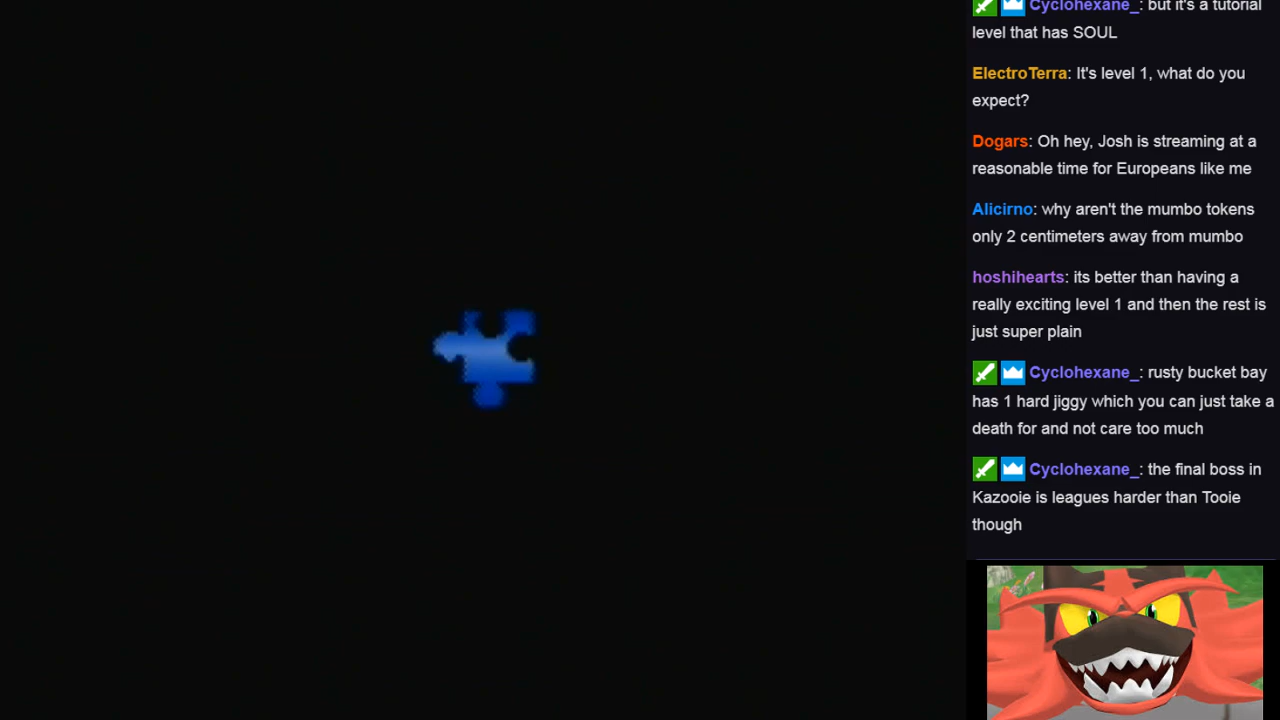 Cyclohexane_: but it's a tutorial
level that has SOUL
ElectroTerra: It's level 1, what do you
expect?
Dogars: Oh hey, Josh is streaming at a
reasonable time for Europeans like me
Alicirno: why aren't the mumbo tokens
only 2 centimeters away from mumbo
hoshihearts: its better than having a
really exciting level 1 and then the rest is
just super plain
Cyclohexane_: rusty bucket bay
has 1 hard jiggy which you can just take a
death for and not care too much
Cyclohexane_: the final boss in
Kazooie is leagues harder than Tooie
though